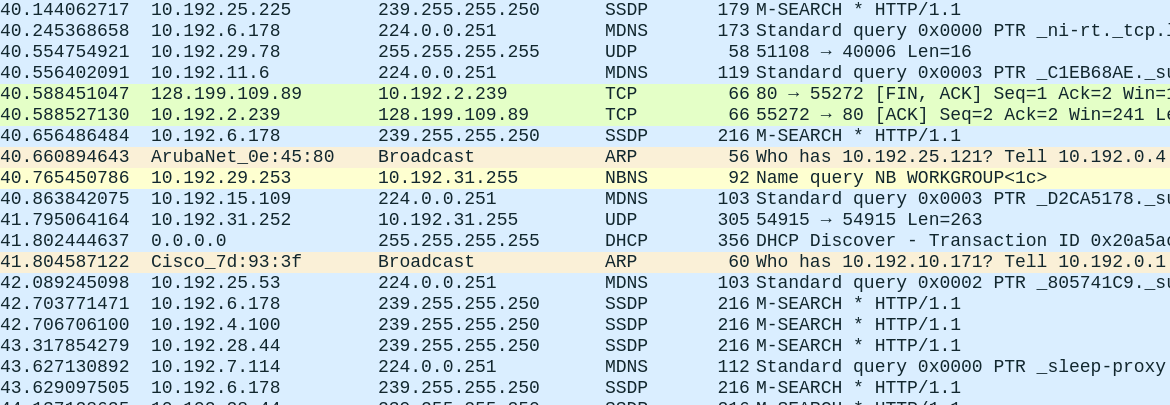 40.144062717 10.192.25.225 239.255.255.250 SSDP 179 M-SEARCH * HTTP/1.1
40.245368658 10.192.6.178 224.0.0.251 MDNS 173 Standard query 0x0000 PTR _ni-rt._tcp.
40.554754921 10.192.29.78 255.255.255.255 UDP 58 51108 → 40006 Len=16
40.556402091 10.192.11.6 224.0.0.251 MDNS 119 Standard query 0x0003 PTR _C1EB68AE._su
40.588451047 128.199.109.89 10.192.2.239 TCP 66 80 → 55272 [FIN, ACK] Seq=1 Ack=2 Win=1
40.588527130 10.192.2.239 128.199.109.89 TCP 66 55272 → 80 [ACK] Seq=2 Ack=2 Win=241 Le
40.656486484 10.192.6.178 239.255.255.250 SSDP 216 M-SEARCH * HTTP/1.1
40.660894643 ArubaNet_0e:45:80 Broadcast ARP 56 Who has 10.192.25.121? Tell 10.192.0.4
40.765450786 10.192.29.253 10.192.31.255 NBNS 92 Name query NB WORKGROUP<1c>
40.863842075 10.192.15.109 224.0.0.251 MDNS 103 Standard query 0x0003 PTR _D2CA5178._su
41.795064164 10.192.31.252 10.192.31.255 UDP 305 54915 → 54915 Len=263
41.802444637 0.0.0.0 255.255.255.255 DHCP 356 DHCP Discover - Transaction ID 0x20a5ac
41.804587122 Cisco_7d:93:3f Broadcast ARP 60 Who has 10.192.10.171? Tell 10.192.0.1
42.089245098 10.192.25.53 224.0.0.251 MDNS 103 Standard query 0x0002 PTR _805741C9._su
42.703771471 10.192.6.178 239.255.255.250 SSDP 216 M-SEARCH * HTTP/1.1
42.706706100 10.192.4.100 239.255.255.250 SSDP 216 M-SEARCH * HTTP/1.1
43.317854279 10.192.28.44 239.255.255.250 SSDP 216 M-SEARCH * HTTP/1.1
43.627130892 10.192.7.114 224.0.0.251 MDNS 112 Standard query 0x0000 PTR _sleep-proxy
43.629097505 10.192.6.178 239.255.255.250 SSDP 216 M-SEARCH * HTTP/1.1